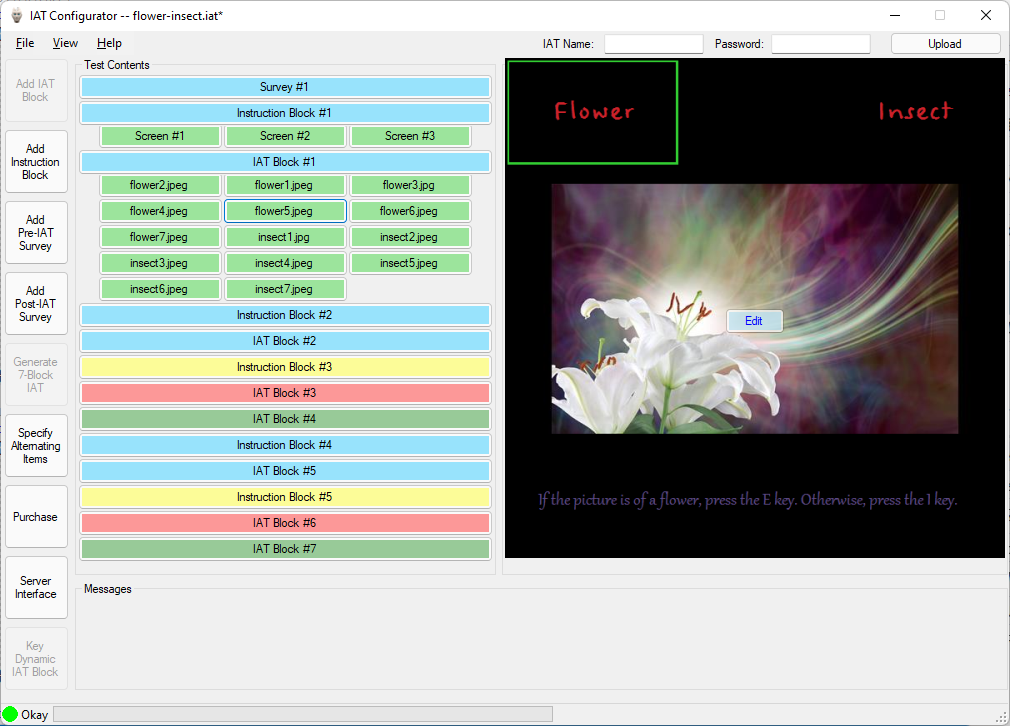 IAT Configurator -- flower-insect.iat*
File View Help IAT Name: Password: Upload
Test Contents
Add IAT
Block
Add
Instruction
Block
Add
Pre-IAT
Survey
Add
Post-IAT
Survey
Generate
7-Block
IAT
Specify
Alternating
Items
Purchase
Server
Interface
Key
Dynamic
IAT Block
Survey #1
Instruction Block #1
Screen #1 Screen #2 Screen #3
IAT Block #1
flower2.jpeg flower1.jpeg flower3.jpg
flower4.jpeg flower5.jpeg flower6.jpeg
flower7.jpeg insect1.jpg insect2.jpeg
insect3.jpeg insect4.jpeg insect5.jpeg
insect6.jpeg insect7.jpeg
Instruction Block #2
IAT Block #2
Instruction Block #3
IAT Block #3
IAT Block #4
Instruction Block #4
IAT Block #5
Instruction Block #5
IAT Block #6
IAT Block #7
Flower Insect
Edit
If the picture is of a flower, press the E key. Otherwise, press the I key.
Messages
Okay